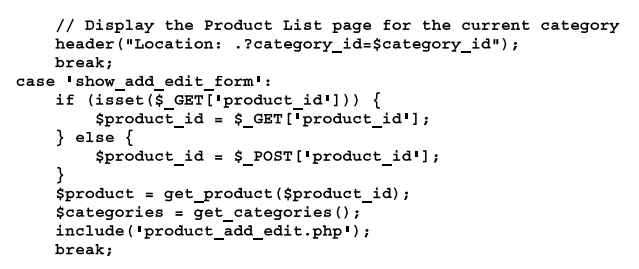 // Display the Product List page for the current category
header("Location: .?category_id=$category_id");
break;
case 'show_add_edit_form':
if (isset($_GET['product_id'])) {
$product_id = $_GET['product_id'];
} else {
$product_id = $_POST['product_id'];
}
$product = get_product($product_id);
$categories = get_categories();
include('product_add_edit.php');
break;